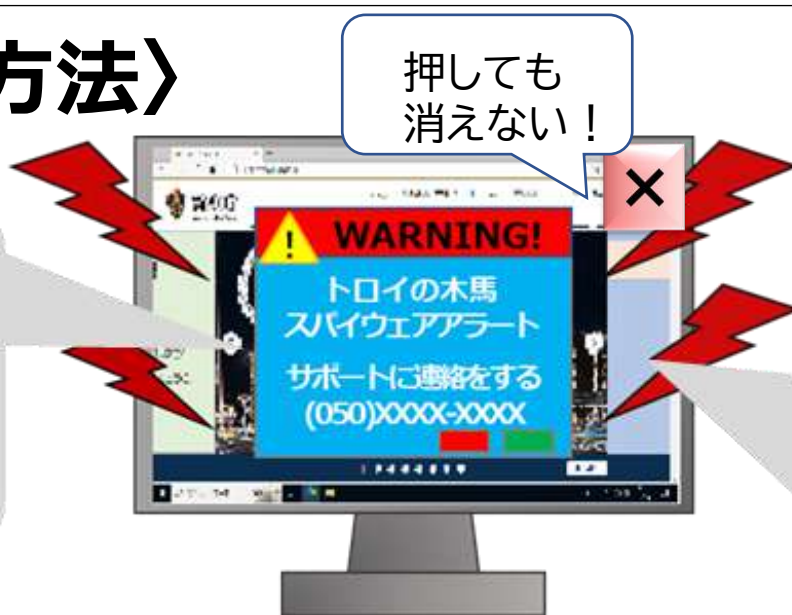 方法〉
押しても
消えない！
×
WARNING!
!
トロイの木馬
スパイウェアアラート
サポートに連絡をする
(050)XXXX-XXXX